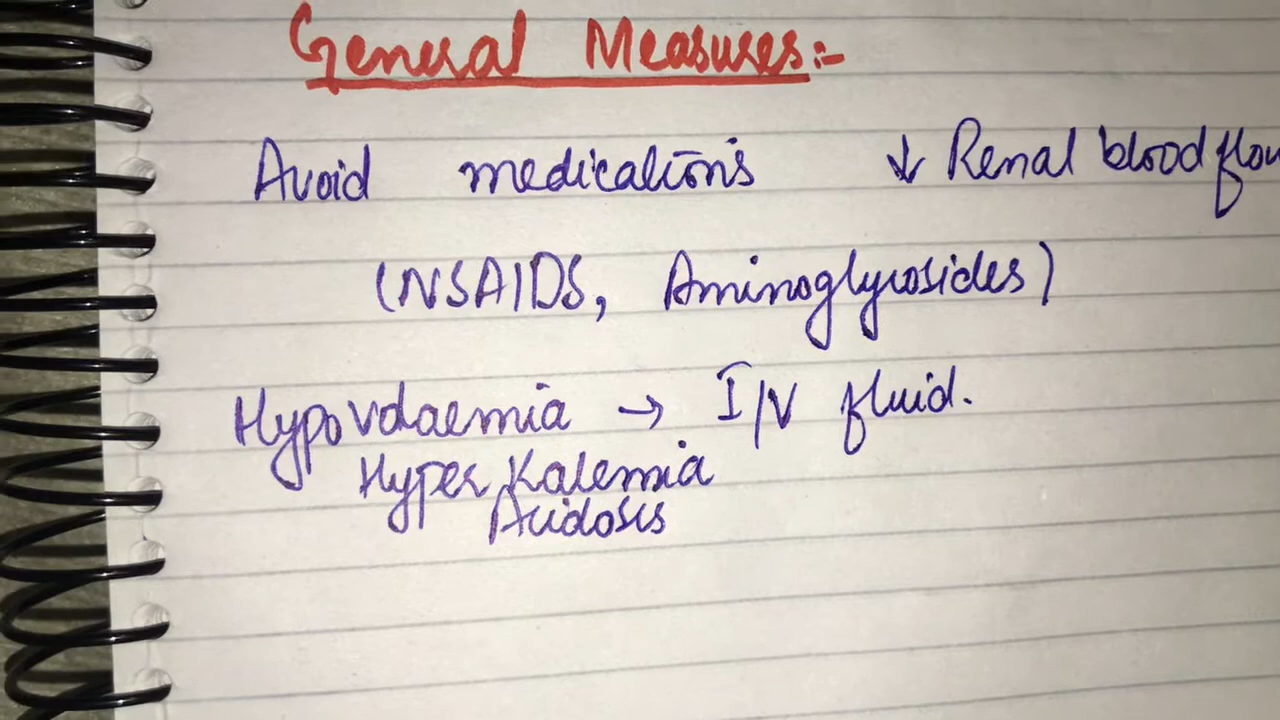 General Measures:-
Avoid medications ↓ Renal blood flow
(NSAIDS, Aminoglycosides)
Hypovolaemia → I/V fluid.
Hyper Kalemia
Acidosis